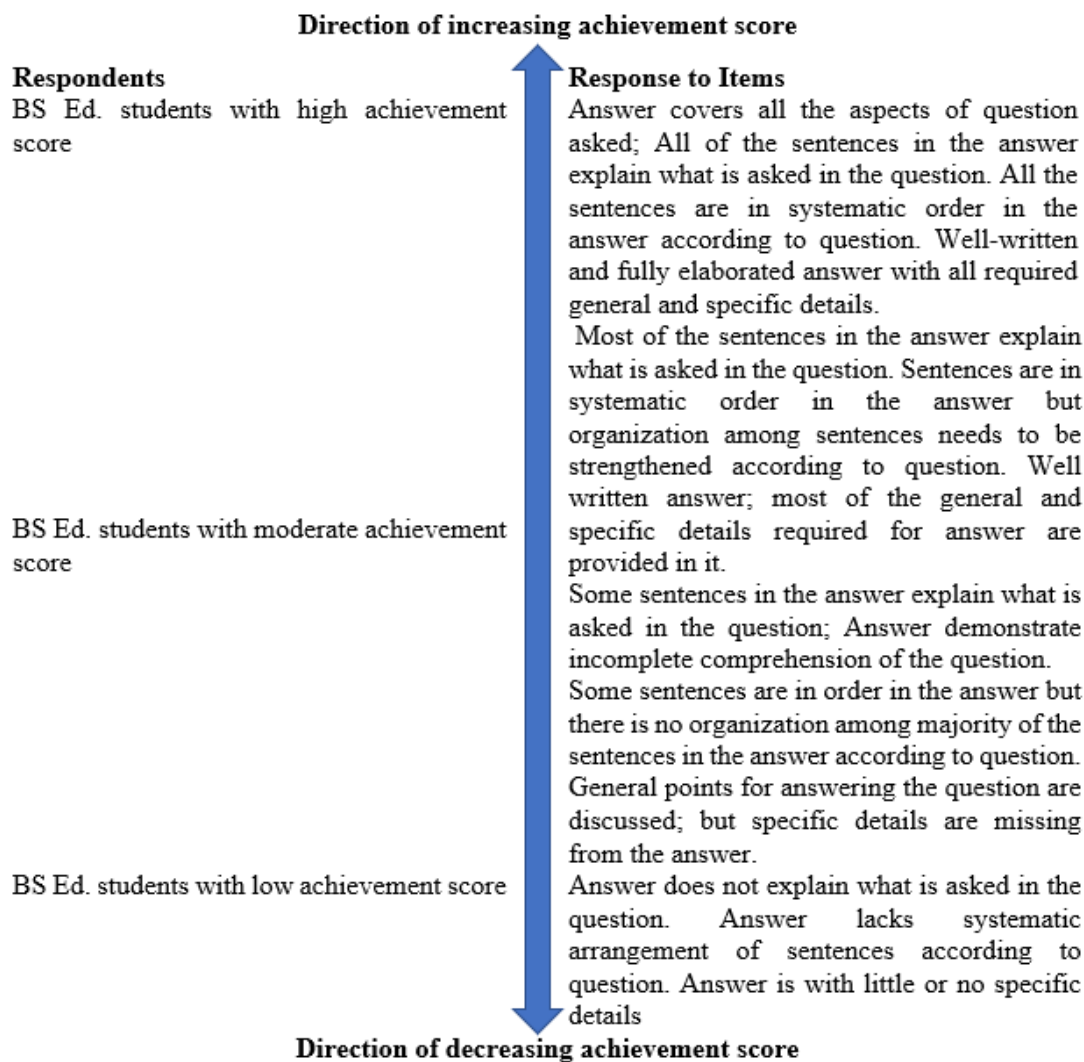 Direction of increasing achievement score
Respondents
BS Ed. students with high achievement
score
Response to Items
Answer covers all the aspects of question
asked; All of the sentences in the answer
explain what is asked in the question. All the
sentences are in systematic order in the
answer according to question. Well-written
and fully elaborated answer with all required
general and specific details.
Most of the sentences in the answer explain
what is asked in the question. Sentences are in
systematic order in the answer but
organization among sentences needs to be
strengthened according to question. Well
written answer; most of the general and
BS Ed. students with moderate achievement
score
specific details required for answer are
provided in it.
Some sentences in the answer explain what is
asked in the question; Answer demonstrate
incomplete comprehension of the question.
Some sentences are in order in the answer but
there is no organization among majority of the
sentences in the answer according to question.
General points for answering the question are
discussed; but specific details are missing
from the answer.
BS Ed. students with low achievement score
Answer does not explain what is asked in the
question. Answer lacks systematic
arrangement of sentences according to
question. Answer is with little or no specific
details
Direction of decreasing achievement score